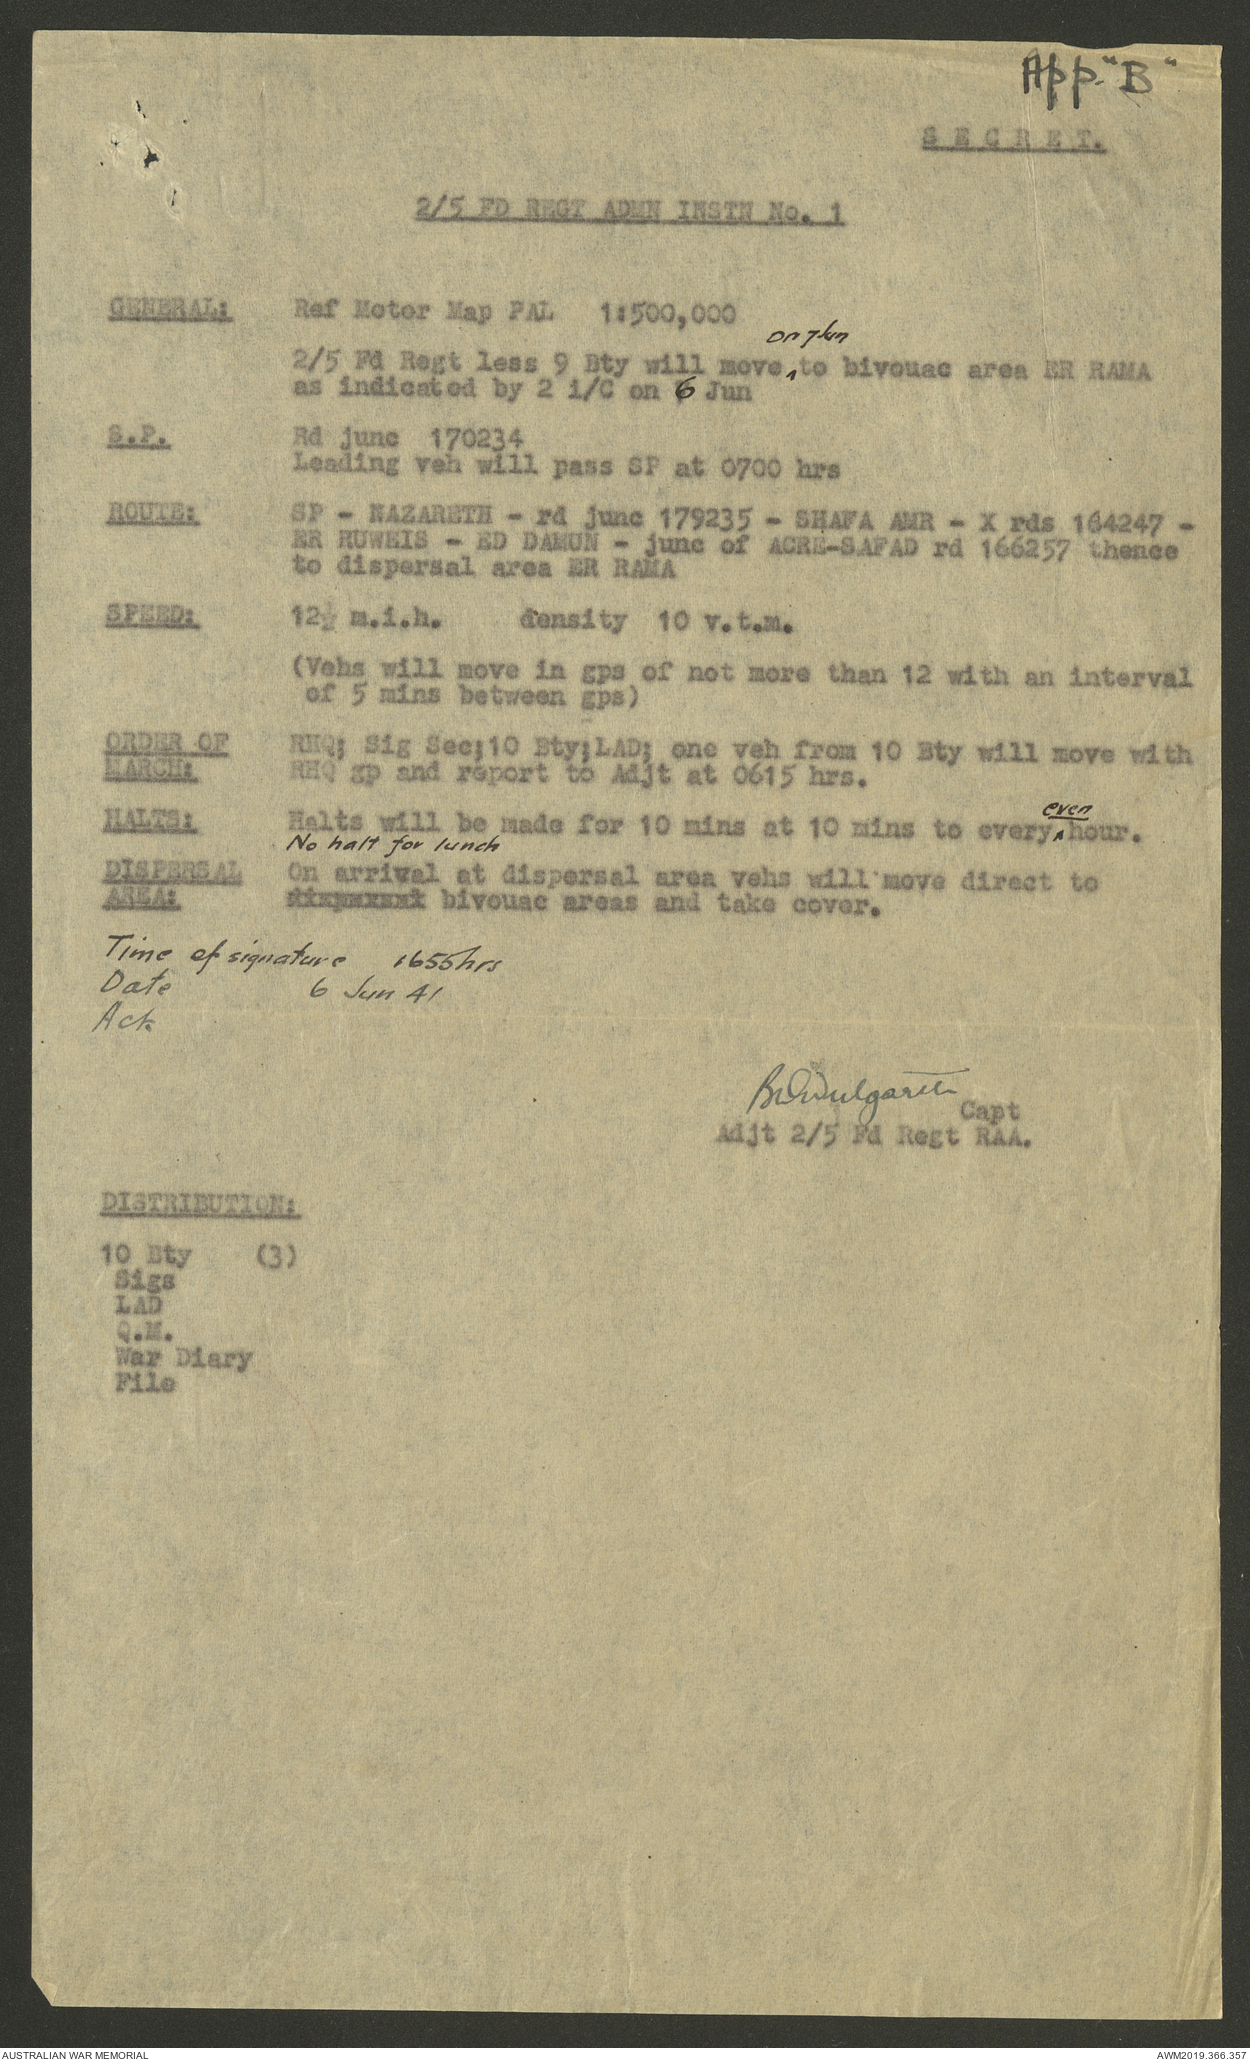 App "B"
S E C R E T.
2/5 FD REGT ADMN INSTN No. 1
GENERAL: Ref Motor Map PAL 1:500,000
on 7 Jun
2/5 Fd Regt less 9 Bty will move to bivouac area ER RAMA
as indicated by 2 i/C on 6 Jun
S.P. Rd junc 170234
Leading veh will pass SP at 0700 hrs
ROUTE: SP - NAZARETH - rd junc 179235 - SHAFA AMR - X rds 164247 -
ER RUWEIS - ED DAMUN - junc of ACRE-SAFAD rd 166257 thence
to dispersal area ER RAMA
SPEED: 12½ m.i.h. density 10 v.t.m.
(Vehs will move in gps of not more than 12 with an interval
of 5 mins between gps)
ORDER OF RHQ; Sig Sec;10 Bty;LAD; one veh from 10 Bty will move with
MARCH: RHQ gp and report to Adjt at 0615 hrs.
even
HALTS: Halts will be made for 10 mins at 10 mins to every hour.
No halt for lunch
DISPERSAL On arrival at dispersal area vehs will move direct to
AREA: bivouac areas and take cover.
Time of signature 1655hrs
Date 6 Jun 41
Ack
Capt
Adjt 2/5 Fd Regt RAA.
DISTRIBUTION:
10 Bty (3)
Sigs
LAD
Q.M.
War Diary
File
AUSTRALIAN WAR MEMORIAL
AWM2019.366.357